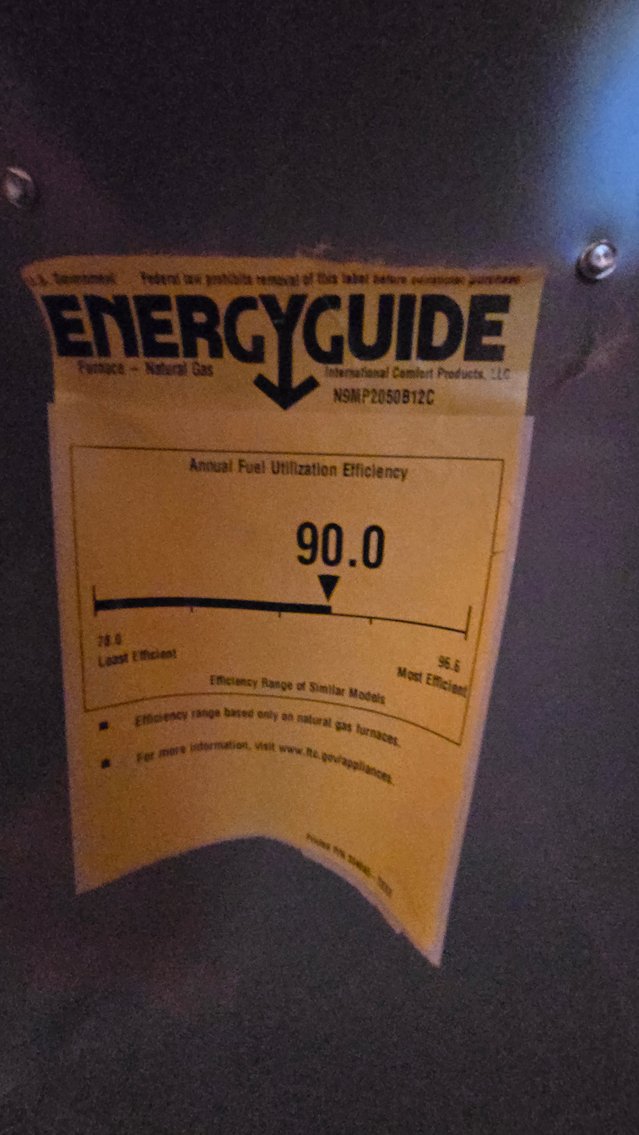 U.S. Government Federal law prohibits removal of this label before consumer purchase.
ENERGYGUIDE
Furnace – Natural Gas International Comfort Products, LLC
N9MP2050B12C
Annual Fuel Utilization Efficiency
90.0
78.0 96.6
Least Efficient Most Efficient
Efficiency Range of Similar Models
■ Efficiency range based only on natural gas furnaces.
■ For more information, visit www.ftc.gov/appliances.
Printed P/N